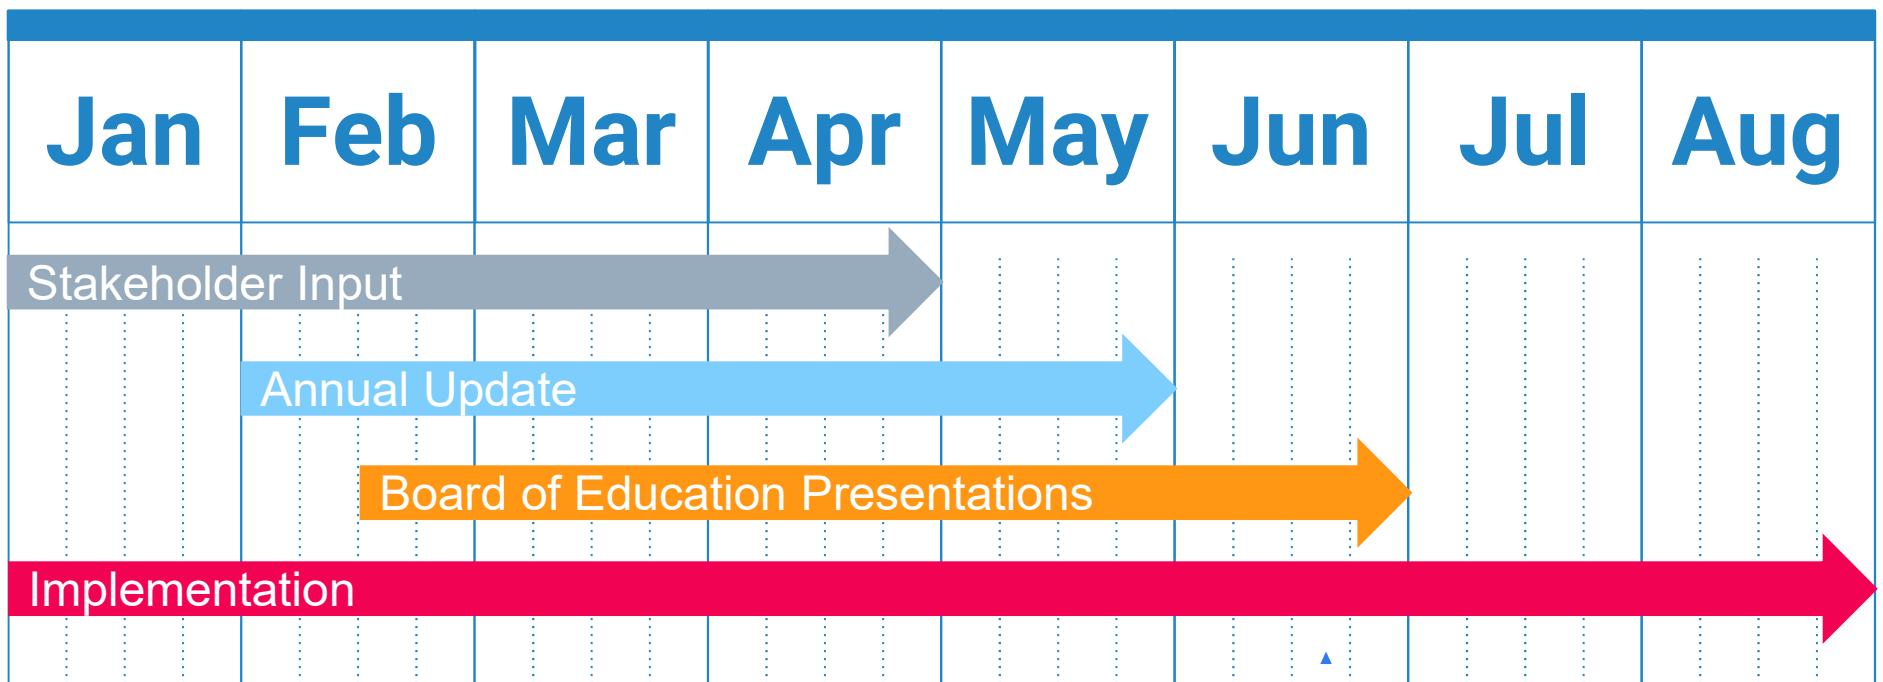 Jan Feb Mar Apr May Jun Jul Aug
Stakeholder Input
Annual Update
Board of Education Presentations
Implementation